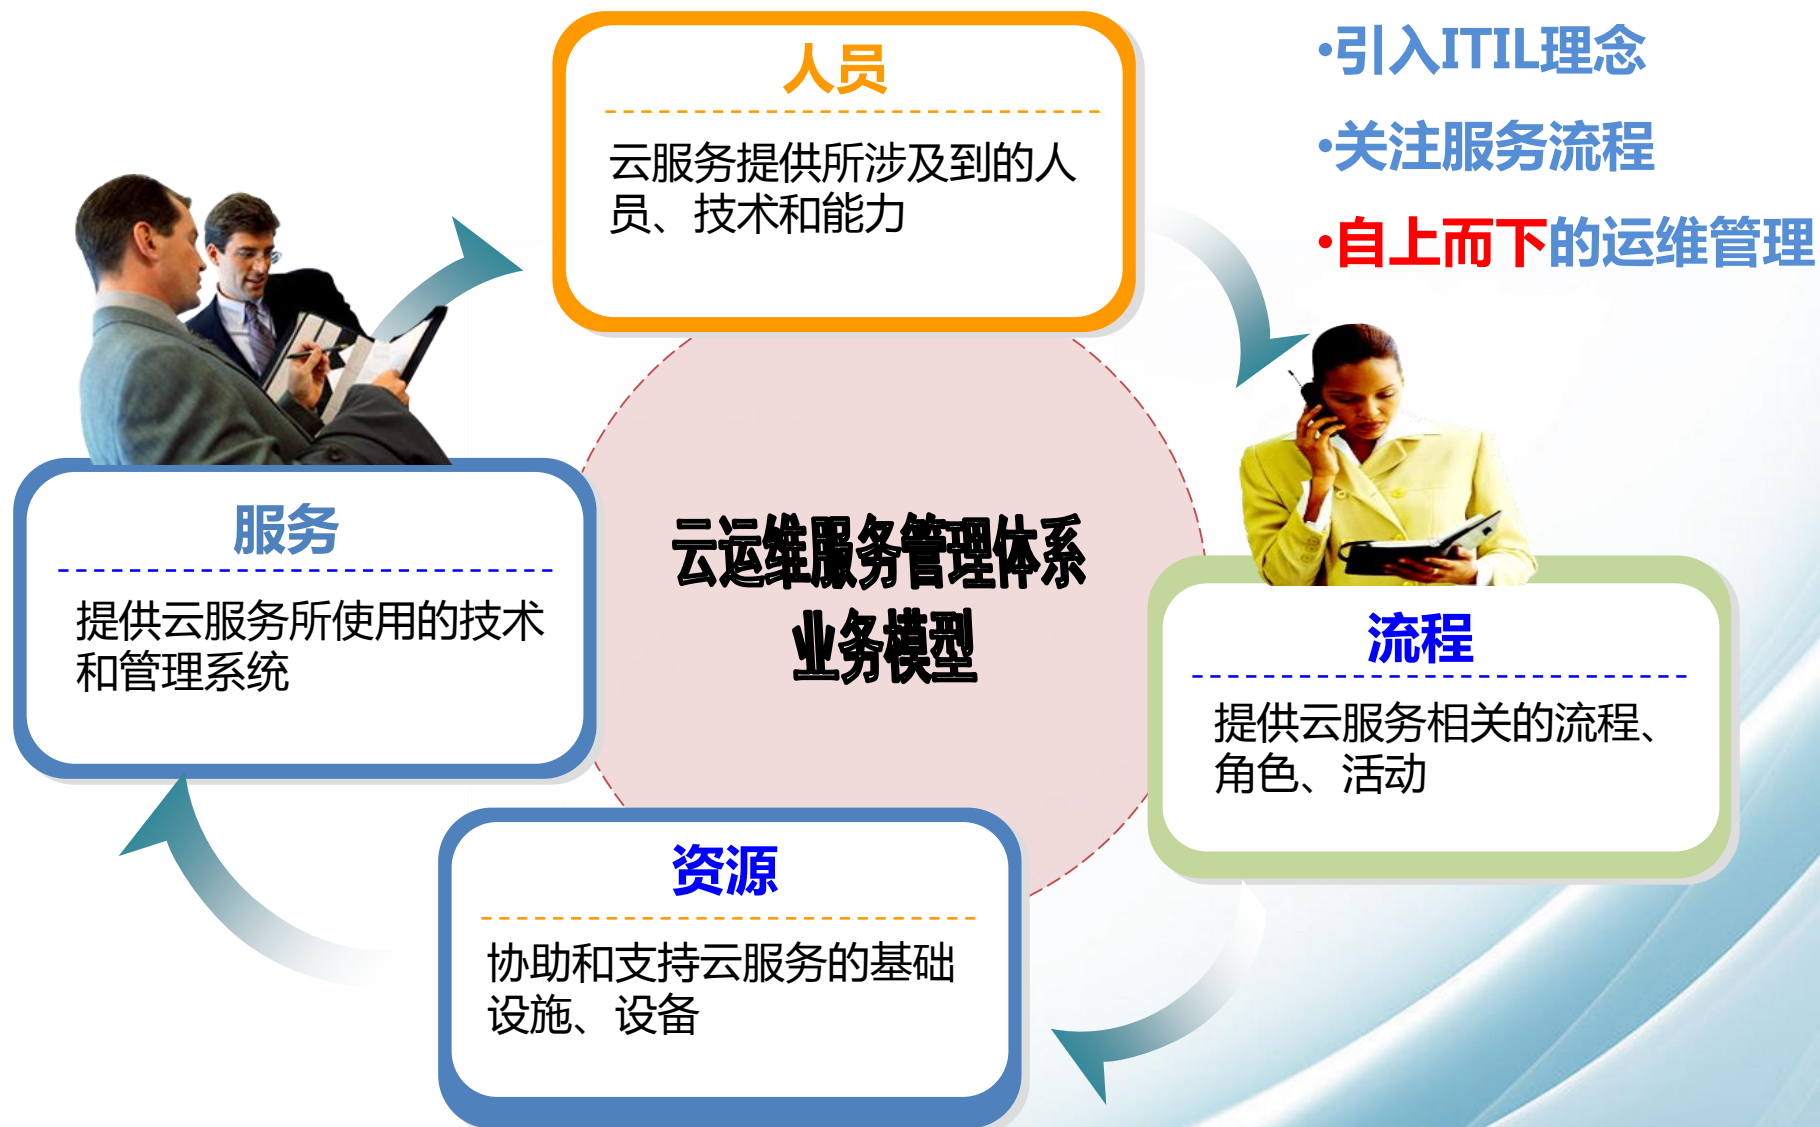 人员
云服务提供所涉及到的人
员、技术和能力
•引入ITIL理念
•关注服务流程
•自上而下的运维管理
服务
提供云服务所使用的技术
和管理系统
云运维服务管理体系
业务模型
流程
提供云服务相关的流程、
角色、活动
资源
协助和支持云服务的基础
设施、设备